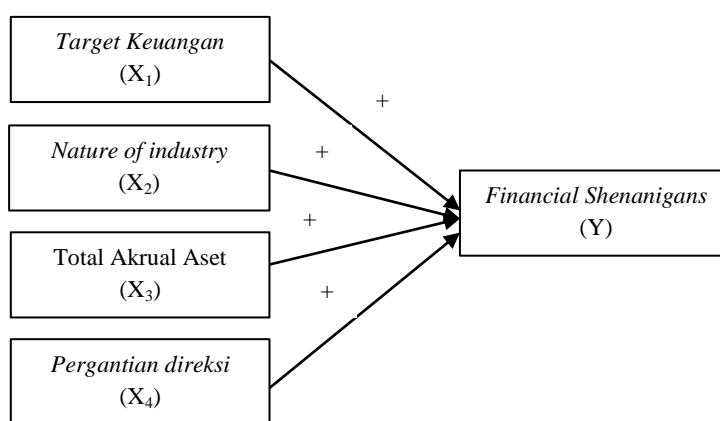 Target Keuangan
(X1)
+
Nature of industry
(X2)
+
Financial Shenanigans
(Y)
+
Total Akrual Aset
(X3)
+
Pergantian direksi
(X4)